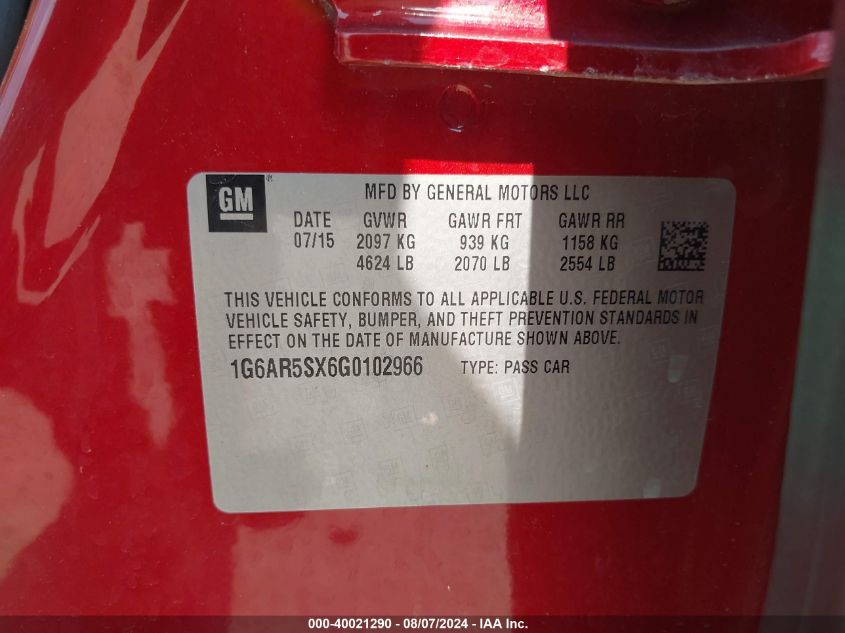 GM
MFD BY GENERAL MOTORS LLC
DATE GVWR GAWR FRT GAWR RR
07/15 2097 KG 939 KG 1158 KG
4624 LB 2070 LB 2554 LB
THIS VEHICLE CONFORMS TO ALL APPLICABLE U.S. FEDERAL MOTOR
VEHICLE SAFETY, BUMPER, AND THEFT PREVENTION STANDARDS IN
EFFECT ON THE DATE OF MANUFACTURE SHOWN ABOVE.
1G6AR5SX6G0102966 TYPE: PASS CAR
000-40021290 - 08/07/2024 - IAA Inc.